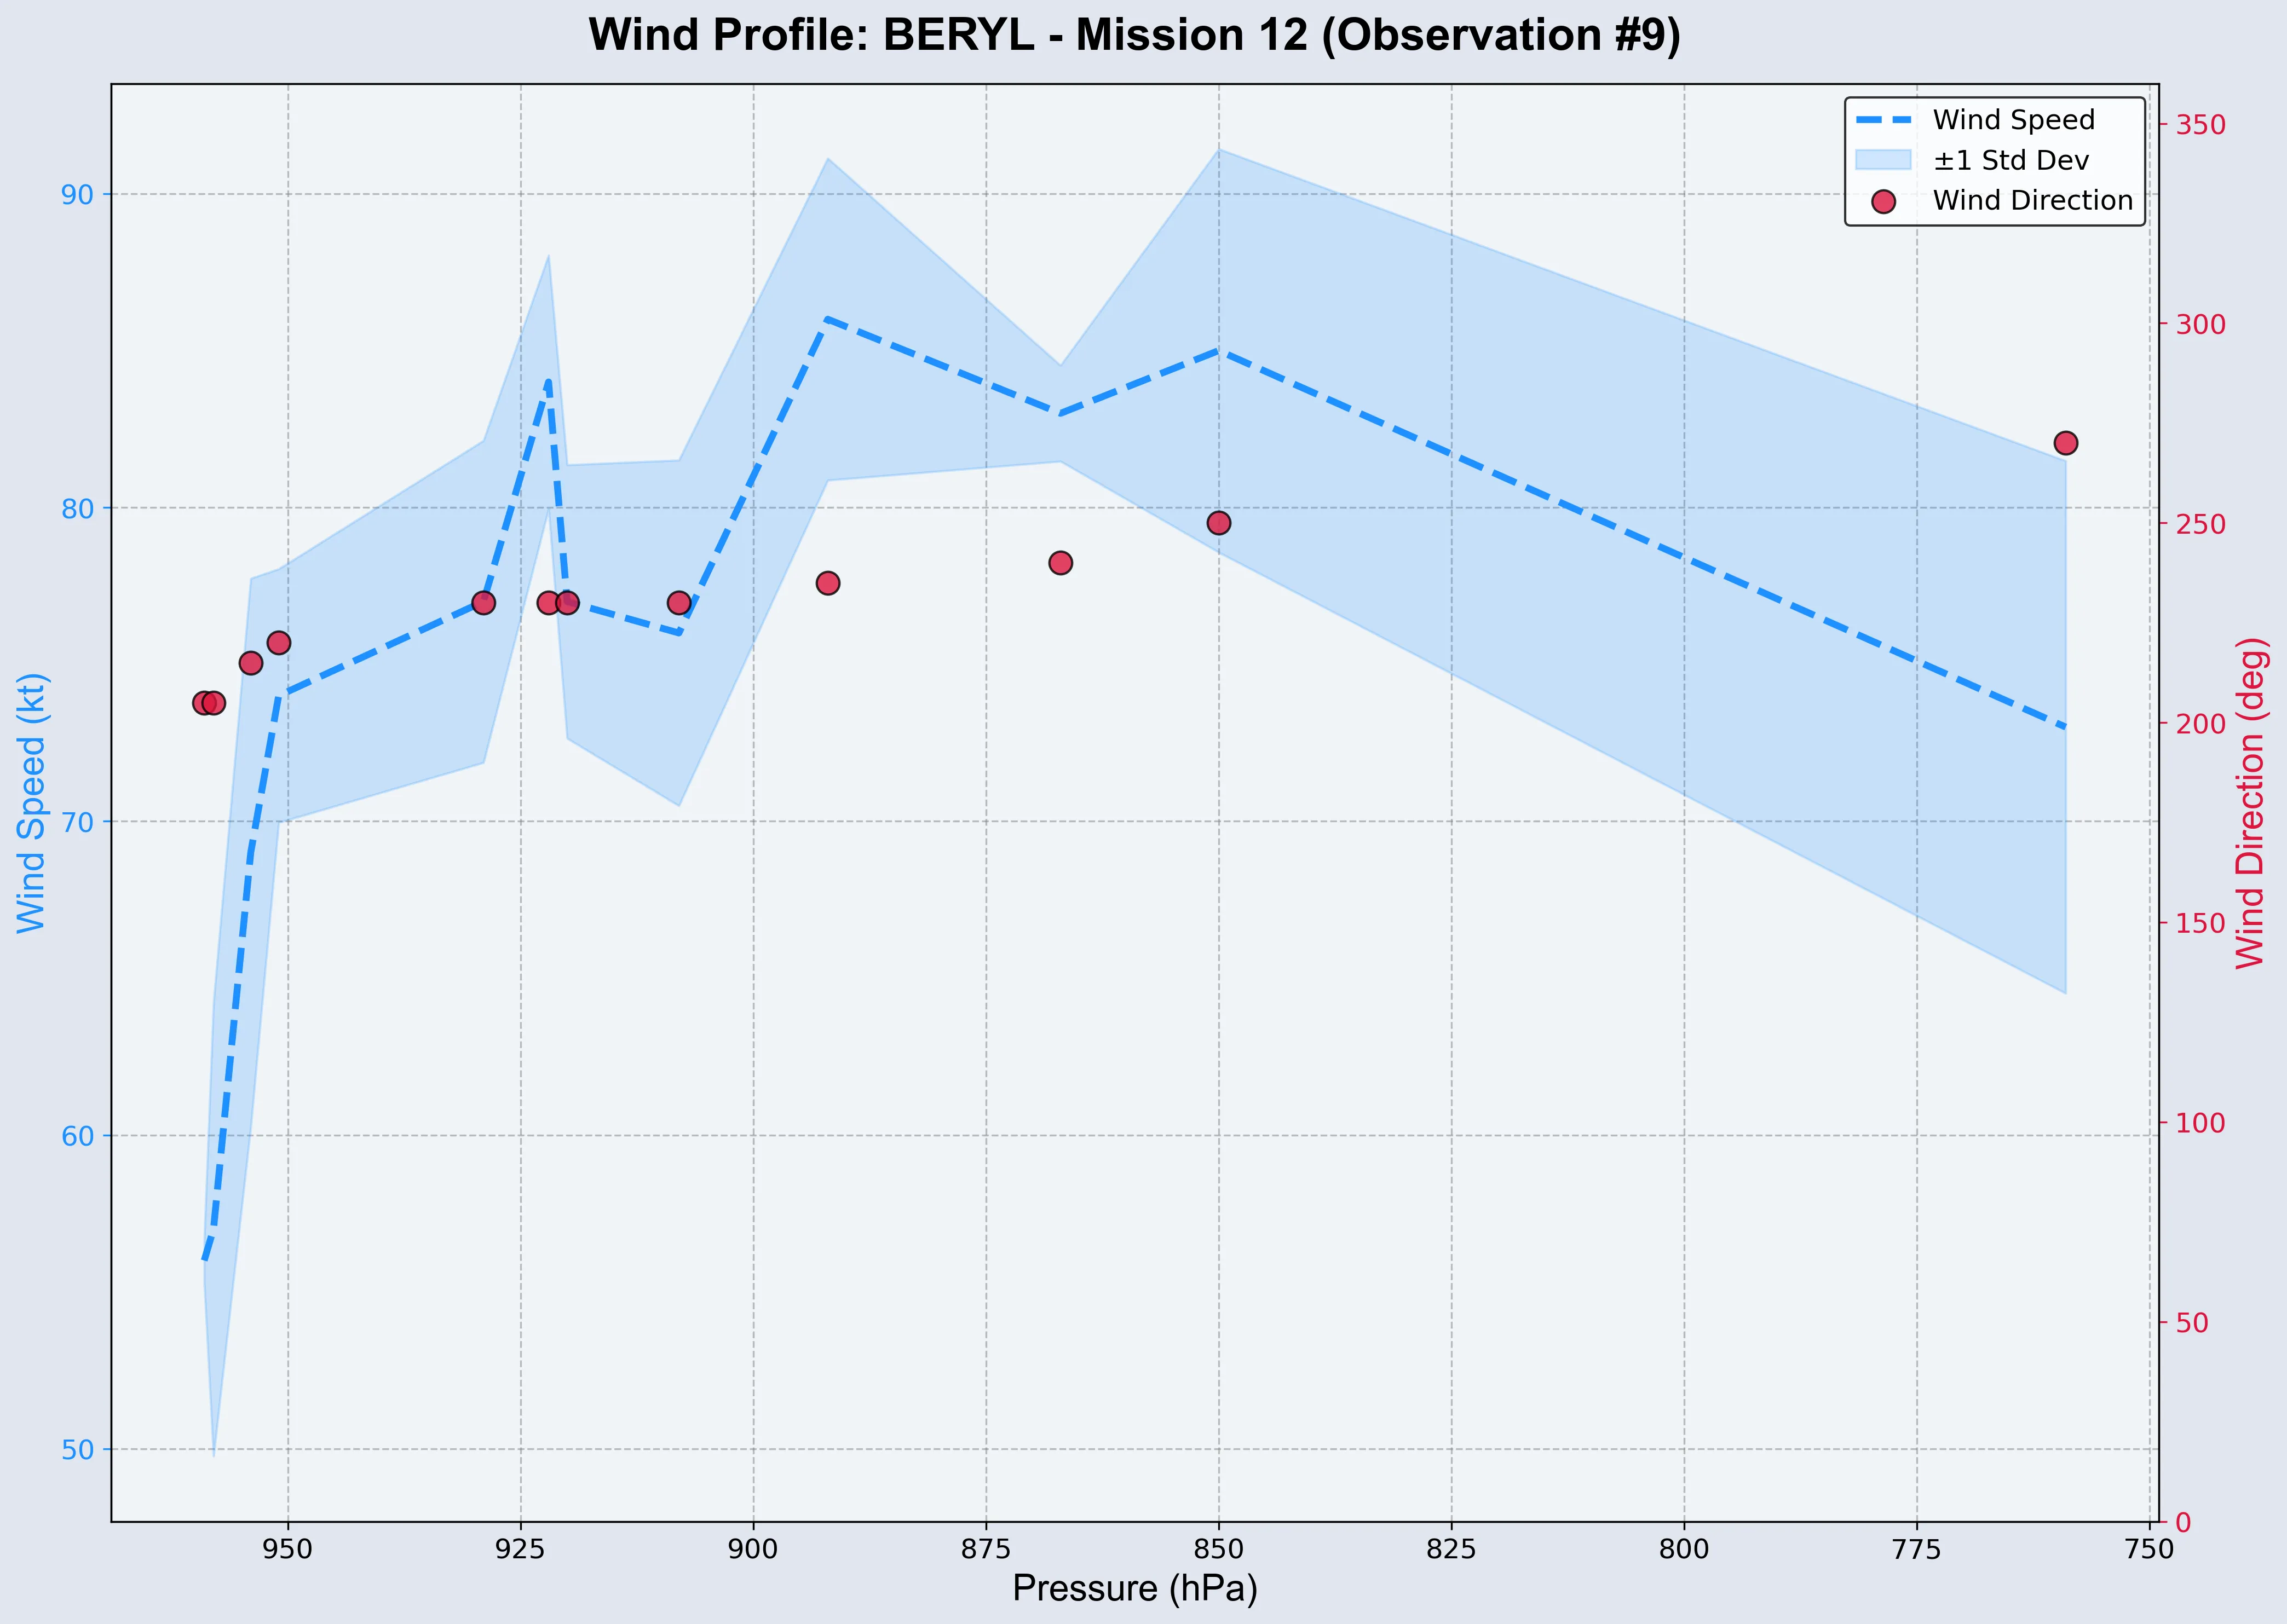 Wind Profile: BERYL - Mission 12 (Observation #9)
Wind Speed
±1 Std Dev
Wind Direction
Wind Speed (kt)
90
80
70
60
50
350
300
250
200
150
100
50
0
Wind Direction (deg)
950 925 900 875 850 825 800 775 750
Pressure (hPa)